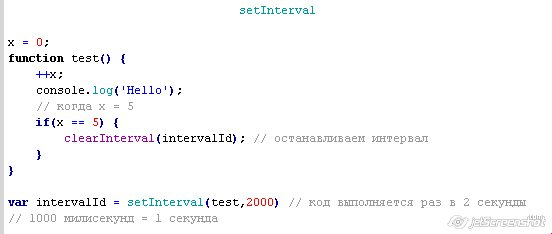 setInterval
x = 0;
function test() {
++x;
console.log('Hello');
// когда x = 5
if(x == 5) {
clearInterval(intervalId); // останавливаем интервал
}
}
var intervalId = setInterval(test,2000) // код выполняется раз в 2 секунды
// 1000 милисекунд = 1 секунда
jetScreenshot